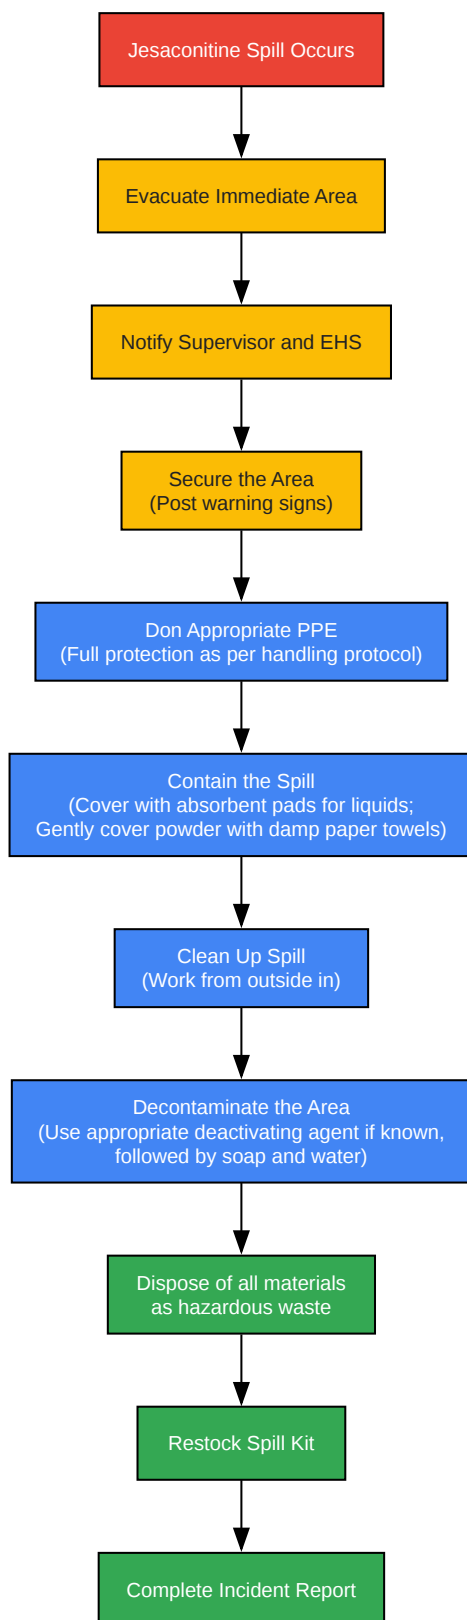 Jesaconitine Spill Occurs
Evacuate Immediate Area
Notify Supervisor and EHS
Secure the Area
(Post warning signs)
Don Appropriate PPE
(Full protection as per handling protocol)
Contain the Spill
(Cover with absorbent pads for liquids;
Gently cover powder with damp paper towels)
Clean Up Spill
(Work from outside in)
Decontaminate the Area
(Use appropriate deactivating agent if known,
followed by soap and water)
Dispose of all materials
as hazardous waste
Restock Spill Kit
Complete Incident Report